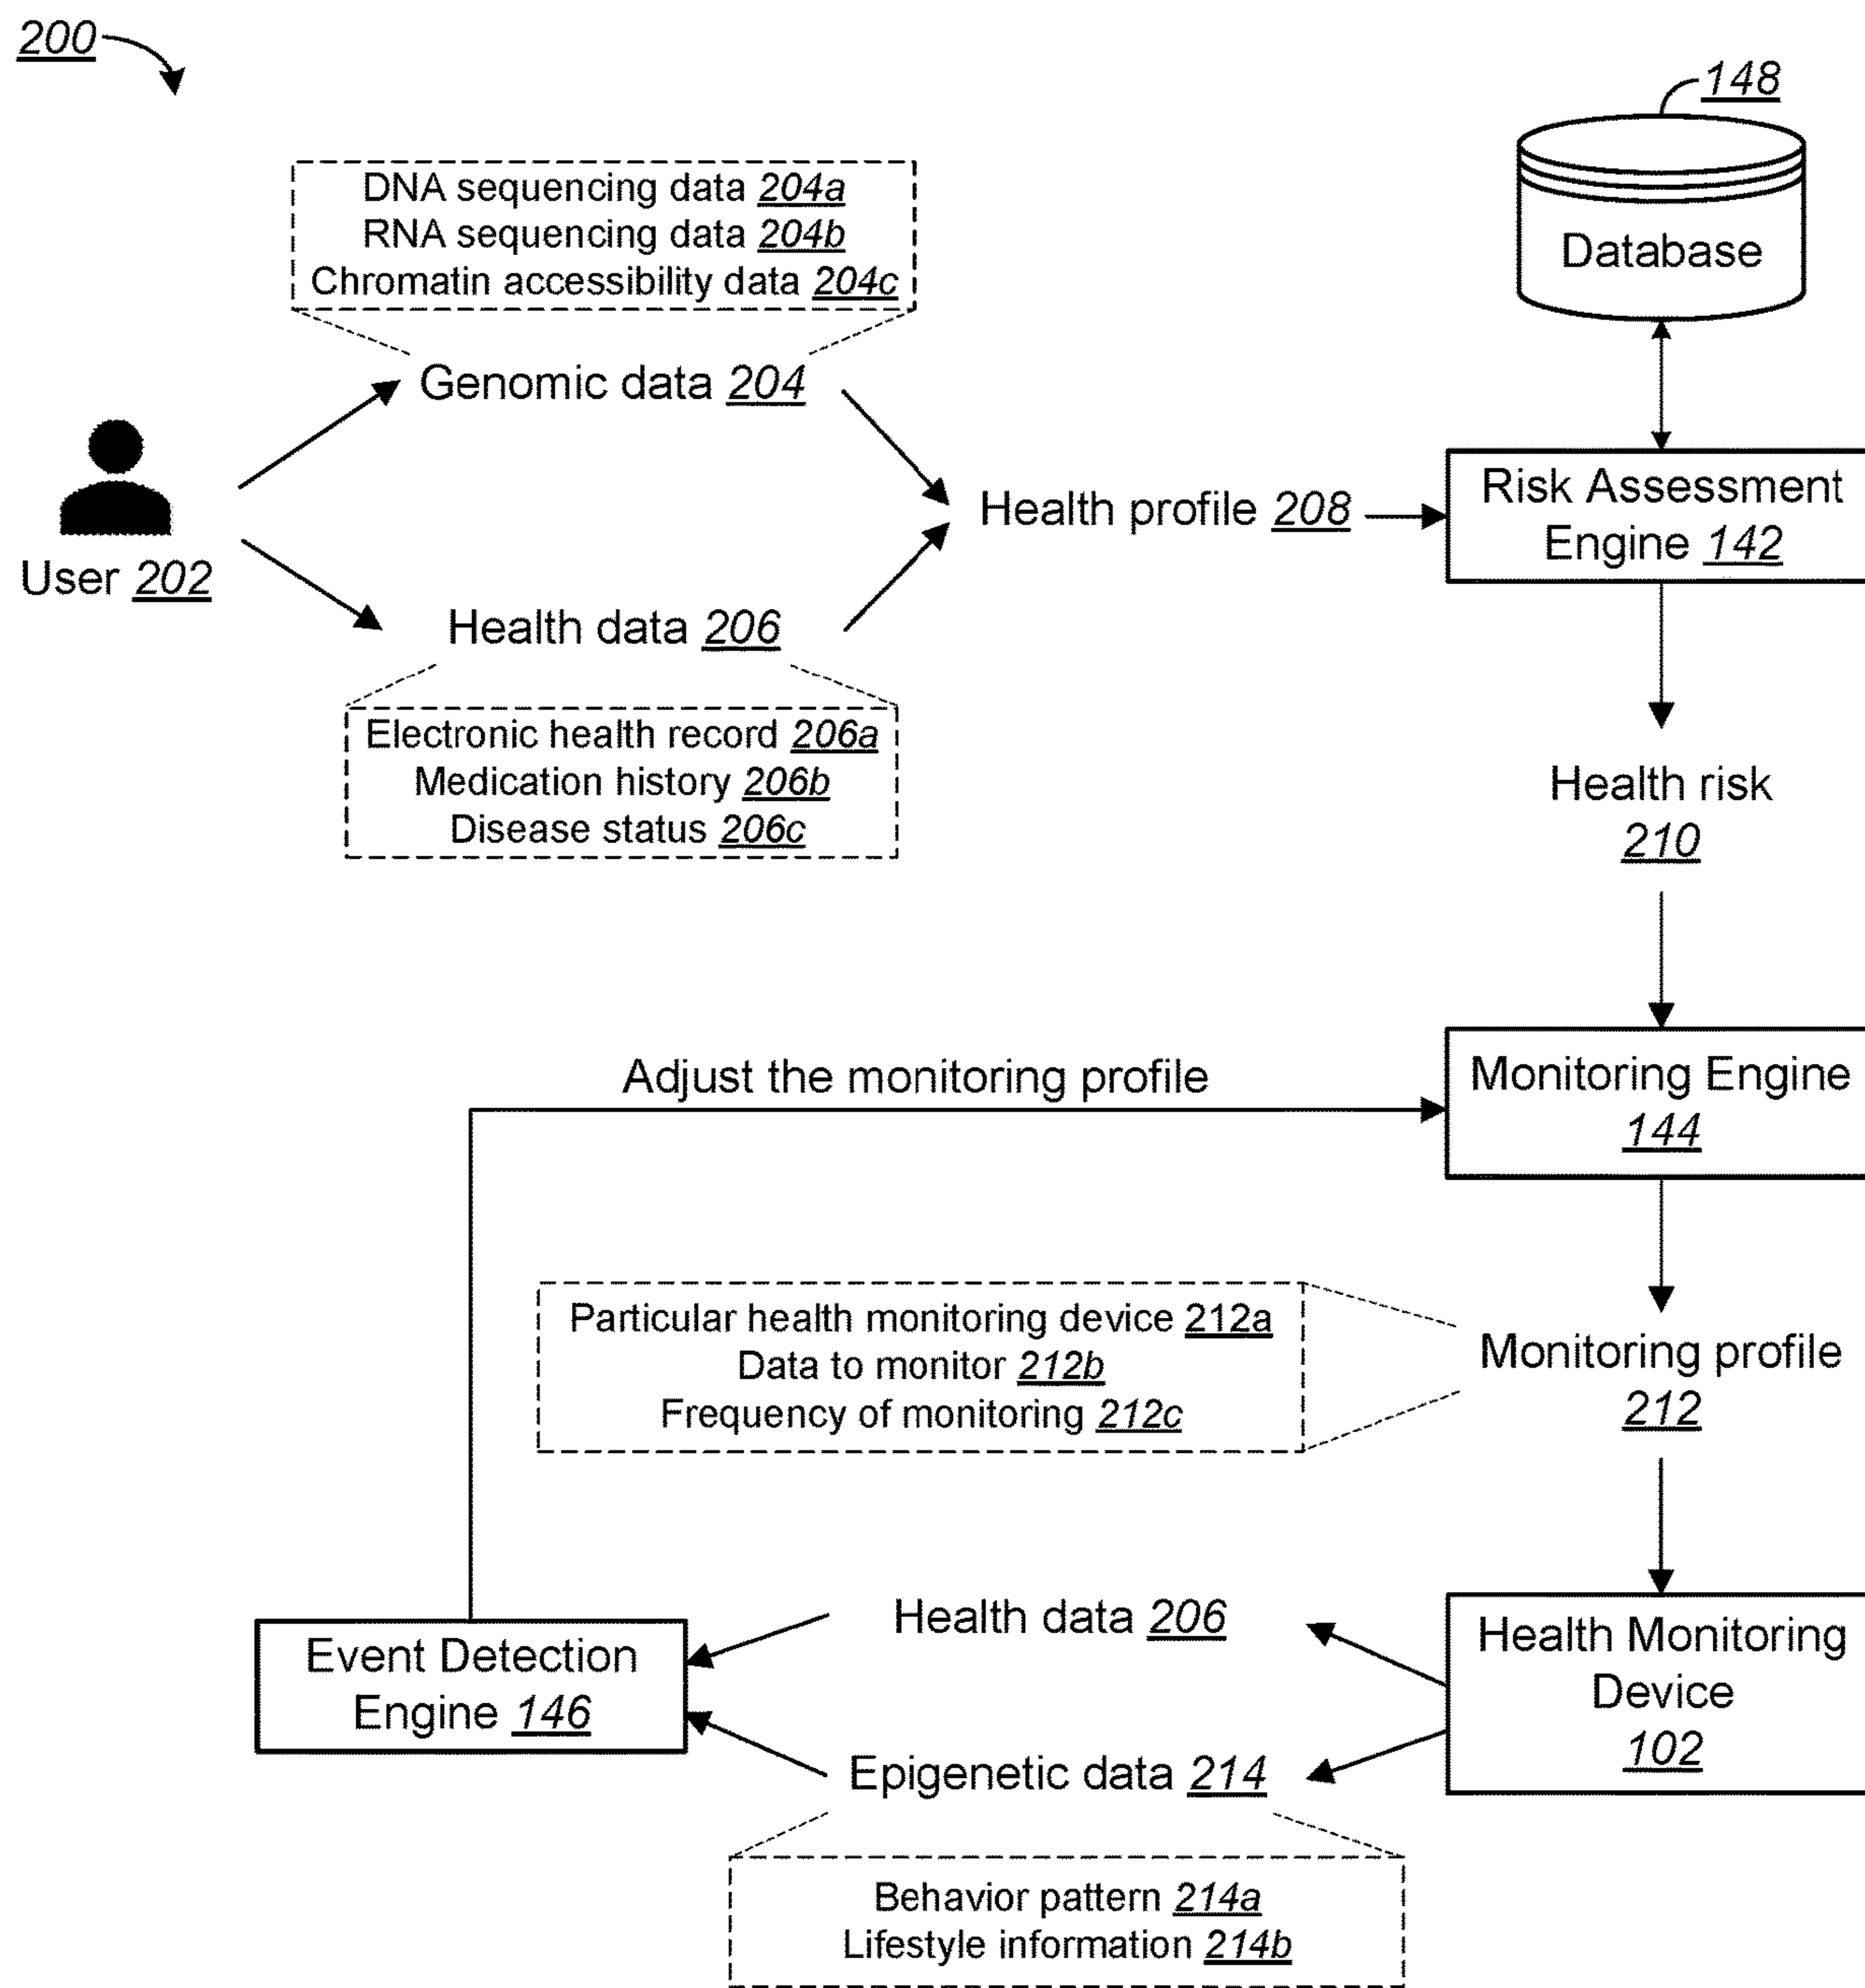 200
148
DNA sequencing data 204a
RNA sequencing data 204b
Chromatin accessibility data 204c
Database
Genomic data 204
User 202
Health profile 208
Risk Assessment
Engine 142
Health data 206
Electronic health record 206a
Medication history 206b
Disease status 206c
Health risk
210
Adjust the monitoring profile
Monitoring Engine
144
Particular health monitoring device 212a
Data to monitor 212b
Frequency of monitoring 212c
Monitoring profile
212
Health data 206
Health Monitoring
Device
102
Event Detection
Engine 146
Epigenetic data 214
Behavior pattern 214a
Lifestyle information 214b